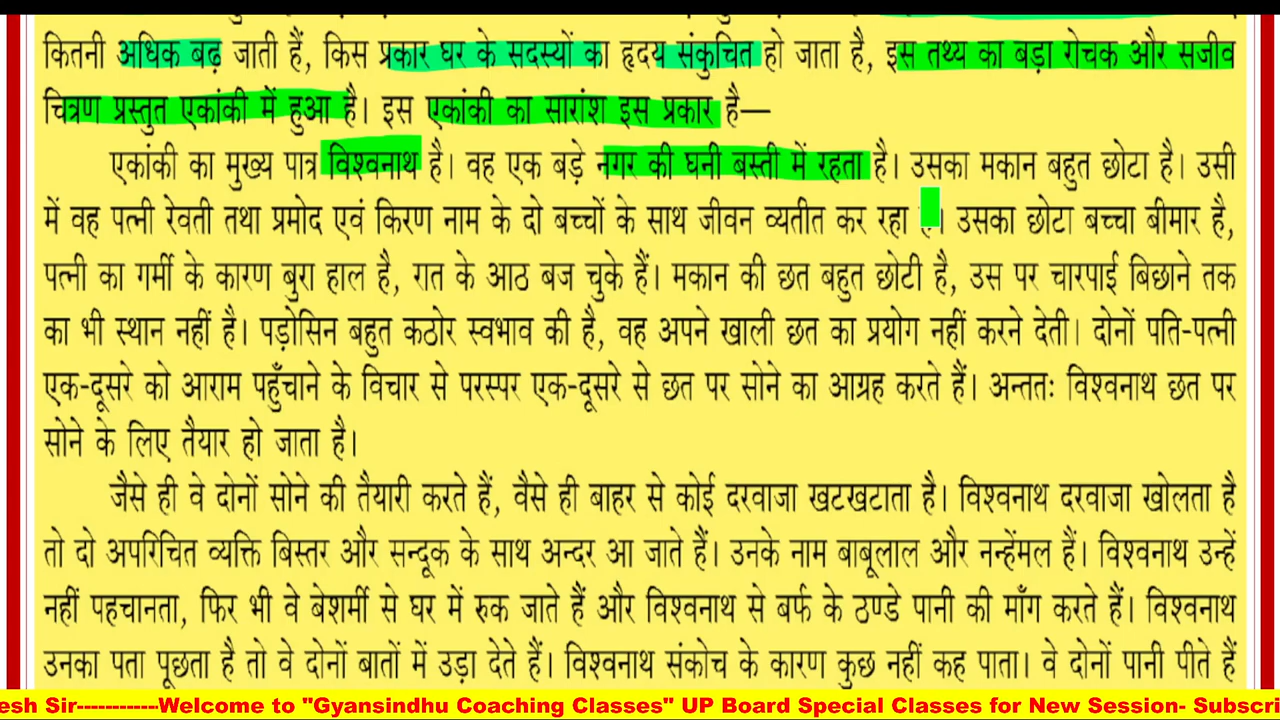 कितनी अधिक बढ़ जाती हैं, किस प्रकार घर के सदस्यों का हृदय संकुचित हो जाता है, इस तथ्य का बड़ा रोचक और सजीव
चित्रण प्रस्तुत एकांकी में हुआ है। इस एकांकी का सारांश इस प्रकार है—
एकांकी का मुख्य पात्र विश्वनाथ है। वह एक बड़े नगर की घनी बस्ती में रहता है। उसका मकान बहुत छोटा है। उसी
में वह पत्नी रेवती तथा प्रमोद एवं किरण नाम के दो बच्चों के साथ जीवन व्यतीत कर रहा है। उसका छोटा बच्चा बीमार है,
पत्नी का गर्मी के कारण बुरा हाल है, रात के आठ बज चुके हैं। मकान की छत बहुत छोटी है, उस पर चारपाई बिछाने तक
का भी स्थान नहीं है। पड़ोसिन बहुत कठोर स्वभाव की है, वह अपने खाली छत का प्रयोग नहीं करने देती। दोनों पति-पत्नी
एक-दूसरे को आराम पहुँचाने के विचार से परस्पर एक-दूसरे से छत पर सोने का आग्रह करते हैं। अन्ततः विश्वनाथ छत पर
सोने के लिए तैयार हो जाता है।
जैसे ही वे दोनों सोने की तैयारी करते हैं, वैसे ही बाहर से कोई दरवाजा खटखटाता है। विश्वनाथ दरवाजा खोलता है
तो दो अपरिचित व्यक्ति बिस्तर और सन्दूक के साथ अन्दर आ जाते हैं। उनके नाम बाबूलाल और नन्हेंमल हैं। विश्वनाथ उन्हें
नहीं पहचानता, फिर भी वे बेशर्मी से घर में रुक जाते हैं और विश्वनाथ से बर्फ के ठण्डे पानी की माँग करते हैं। विश्वनाथ
उनका पता पूछता है तो वे दोनों बातों में उड़ा देते हैं। विश्वनाथ संकोच के कारण कुछ नहीं कह पाता। वे दोनों पानी पीते हैं
esh Sir-----------Welcome to "Gyansindhu Coaching Classes" UP Board Special Classes for New Session- Subscri